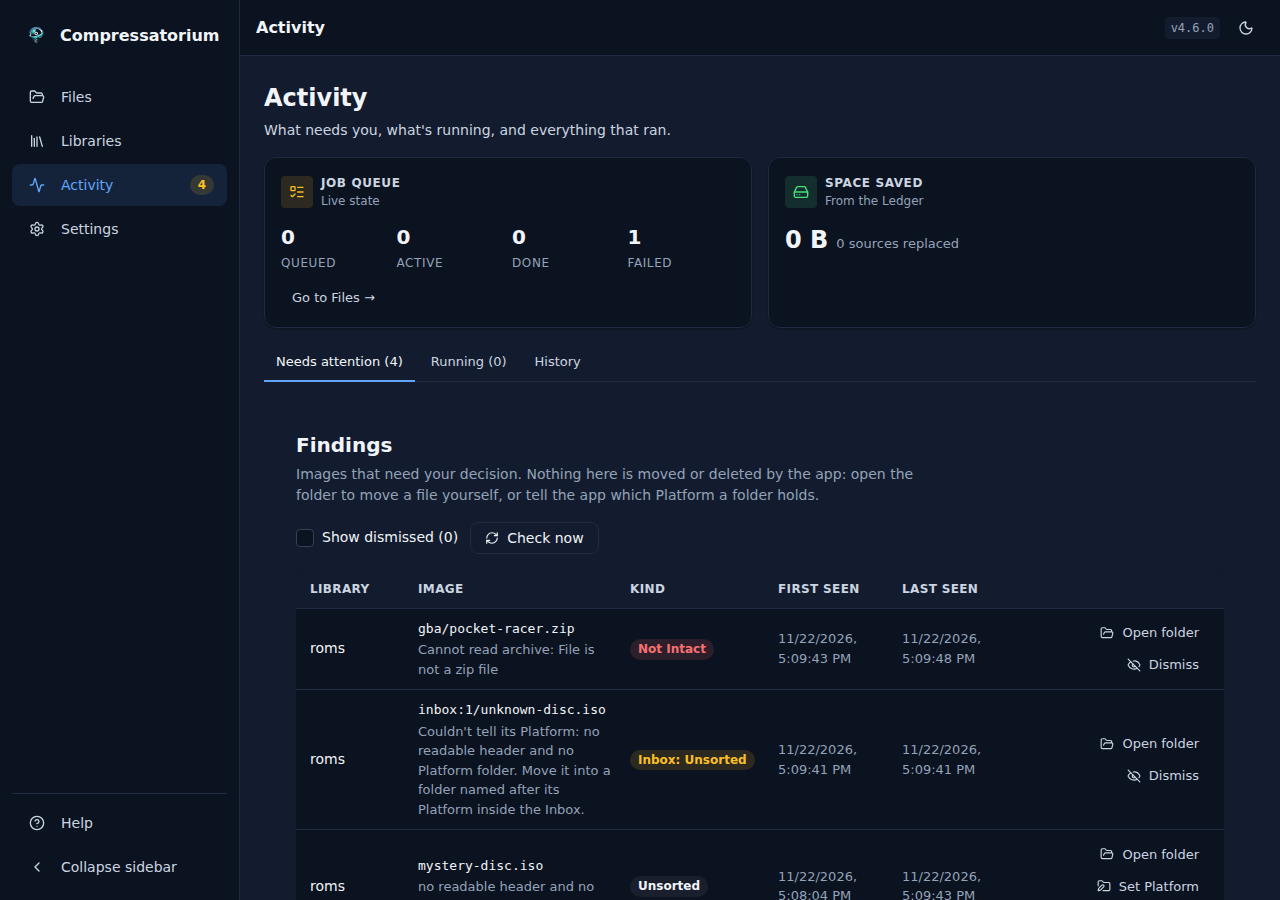 Compressatorium
Files
Libraries
Activity 4
Settings
Help
Collapse sidebar
Activity
v4.6.0
Activity
What needs you, what's running, and everything that ran.
JOB QUEUE
Live state
0 0 0 1
QUEUED ACTIVE DONE FAILED
Go to Files →
SPACE SAVED
From the Ledger
0 B 0 sources replaced
Needs attention (4) Running (0) History
Findings
Images that need your decision. Nothing here is moved or deleted by the app: open the
folder to move a file yourself, or tell the app which Platform a folder holds.
Show dismissed (0) Check now
LIBRARY IMAGE KIND FIRST SEEN LAST SEEN
roms
gba/pocket-racer.zip
Cannot read archive: File is
not a zip file
Not Intact
11/22/2026,
5:09:43 PM
11/22/2026,
5:09:48 PM
Open folder
Dismiss
roms
inbox:1/unknown-disc.iso
Couldn't tell its Platform: no
readable header and no
Platform folder. Move it into a
folder named after its
Platform inside the Inbox.
Inbox: Unsorted
11/22/2026,
5:09:41 PM
11/22/2026,
5:09:41 PM
Open folder
Dismiss
roms
mystery-disc.iso
no readable header and no
Unsorted
11/22/2026,
5:08:04 PM
11/22/2026,
5:09:43 PM
Open folder
Set Platform